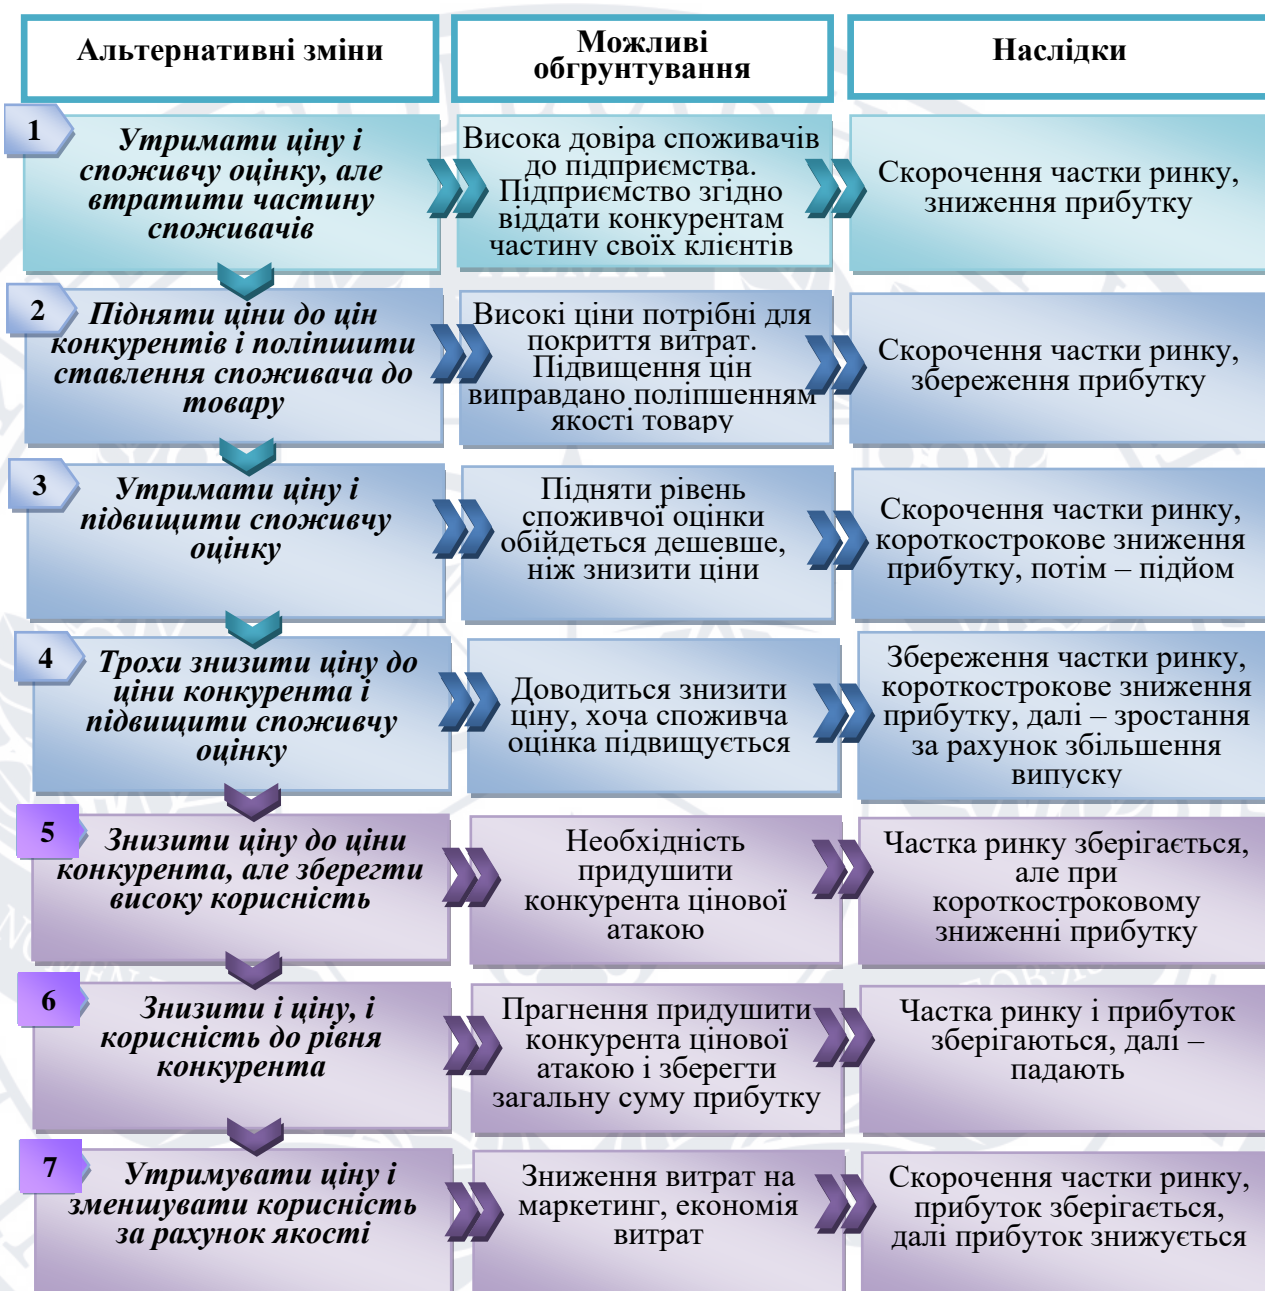 Альтернативні зміни
Можливі
обгрунтування
Наслідки
1
Утримати ціну і
споживчу оцінку, але
втратити частину
споживачів
Висока довіра споживачів
до підприємства.
Підприємство згідно
віддати конкурентам
частину своїх клієнтів
Скорочення частки ринку,
зниження прибутку
2
Підняти ціни до цін
конкурентів і поліпшити
ставлення споживача до
товару
Високі ціни потрібні для
покриття витрат.
Підвищення цін
виправдано поліпшенням
якості товару
Скорочення частки ринку,
збереження прибутку
3
Утримати ціну і
підвищити споживчу
оцінку
Підняти рівень
споживчої оцінки
обійдеться дешевше,
ніж знизити ціни
Скорочення частки ринку,
короткострокове зниження
прибутку, потім – підйом
4
Трохи знизити ціну до
ціни конкурента і
підвищити споживчу
оцінку
Доводиться знизити
ціну, хоча споживча
оцінка підвищується
Збереження частки ринку,
короткострокове зниження
прибутку, далі – зростання
за рахунок збільшення
випуску
5
Знизити ціну до ціни
конкурента, але зберегти
високу корисність
Необхідність
придушити
конкурента цінової
атакою
Частка ринку зберігається,
але при
короткостроковому
зниженні прибутку
6
Знизити і ціну, і
корисність до рівня
конкурента
Прагнення придушити
конкурента цінової
атакою і зберегти
загальну суму прибутку
Частка ринку і прибуток
зберігаються, далі –
падають
7
Утримувати ціну і
зменшувати корисність
за рахунок якості
Зниження витрат на
маркетинг, економія
витрат
Скорочення частки ринку,
прибуток зберігається,
далі прибуток знижується